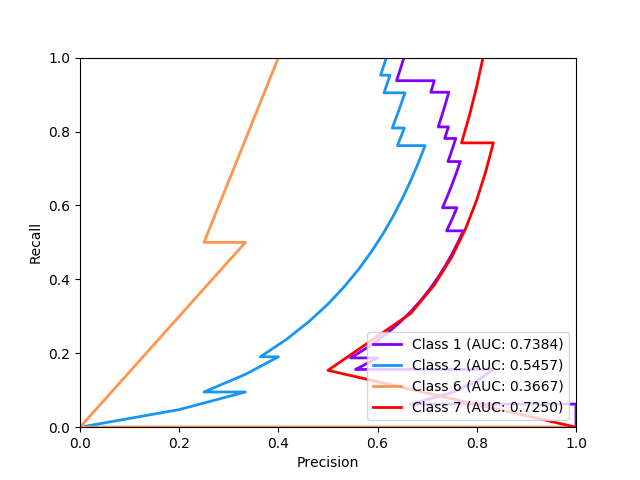 1.0
0.8
0.6
0.4
0.2
0.0
Recall
Class 1 (AUC: 0.7384)
Class 2 (AUC: 0.5457)
Class 6 (AUC: 0.3667)
Class 7 (AUC: 0.7250)
0.0 0.2 0.4 0.6 0.8 1.0
Precision